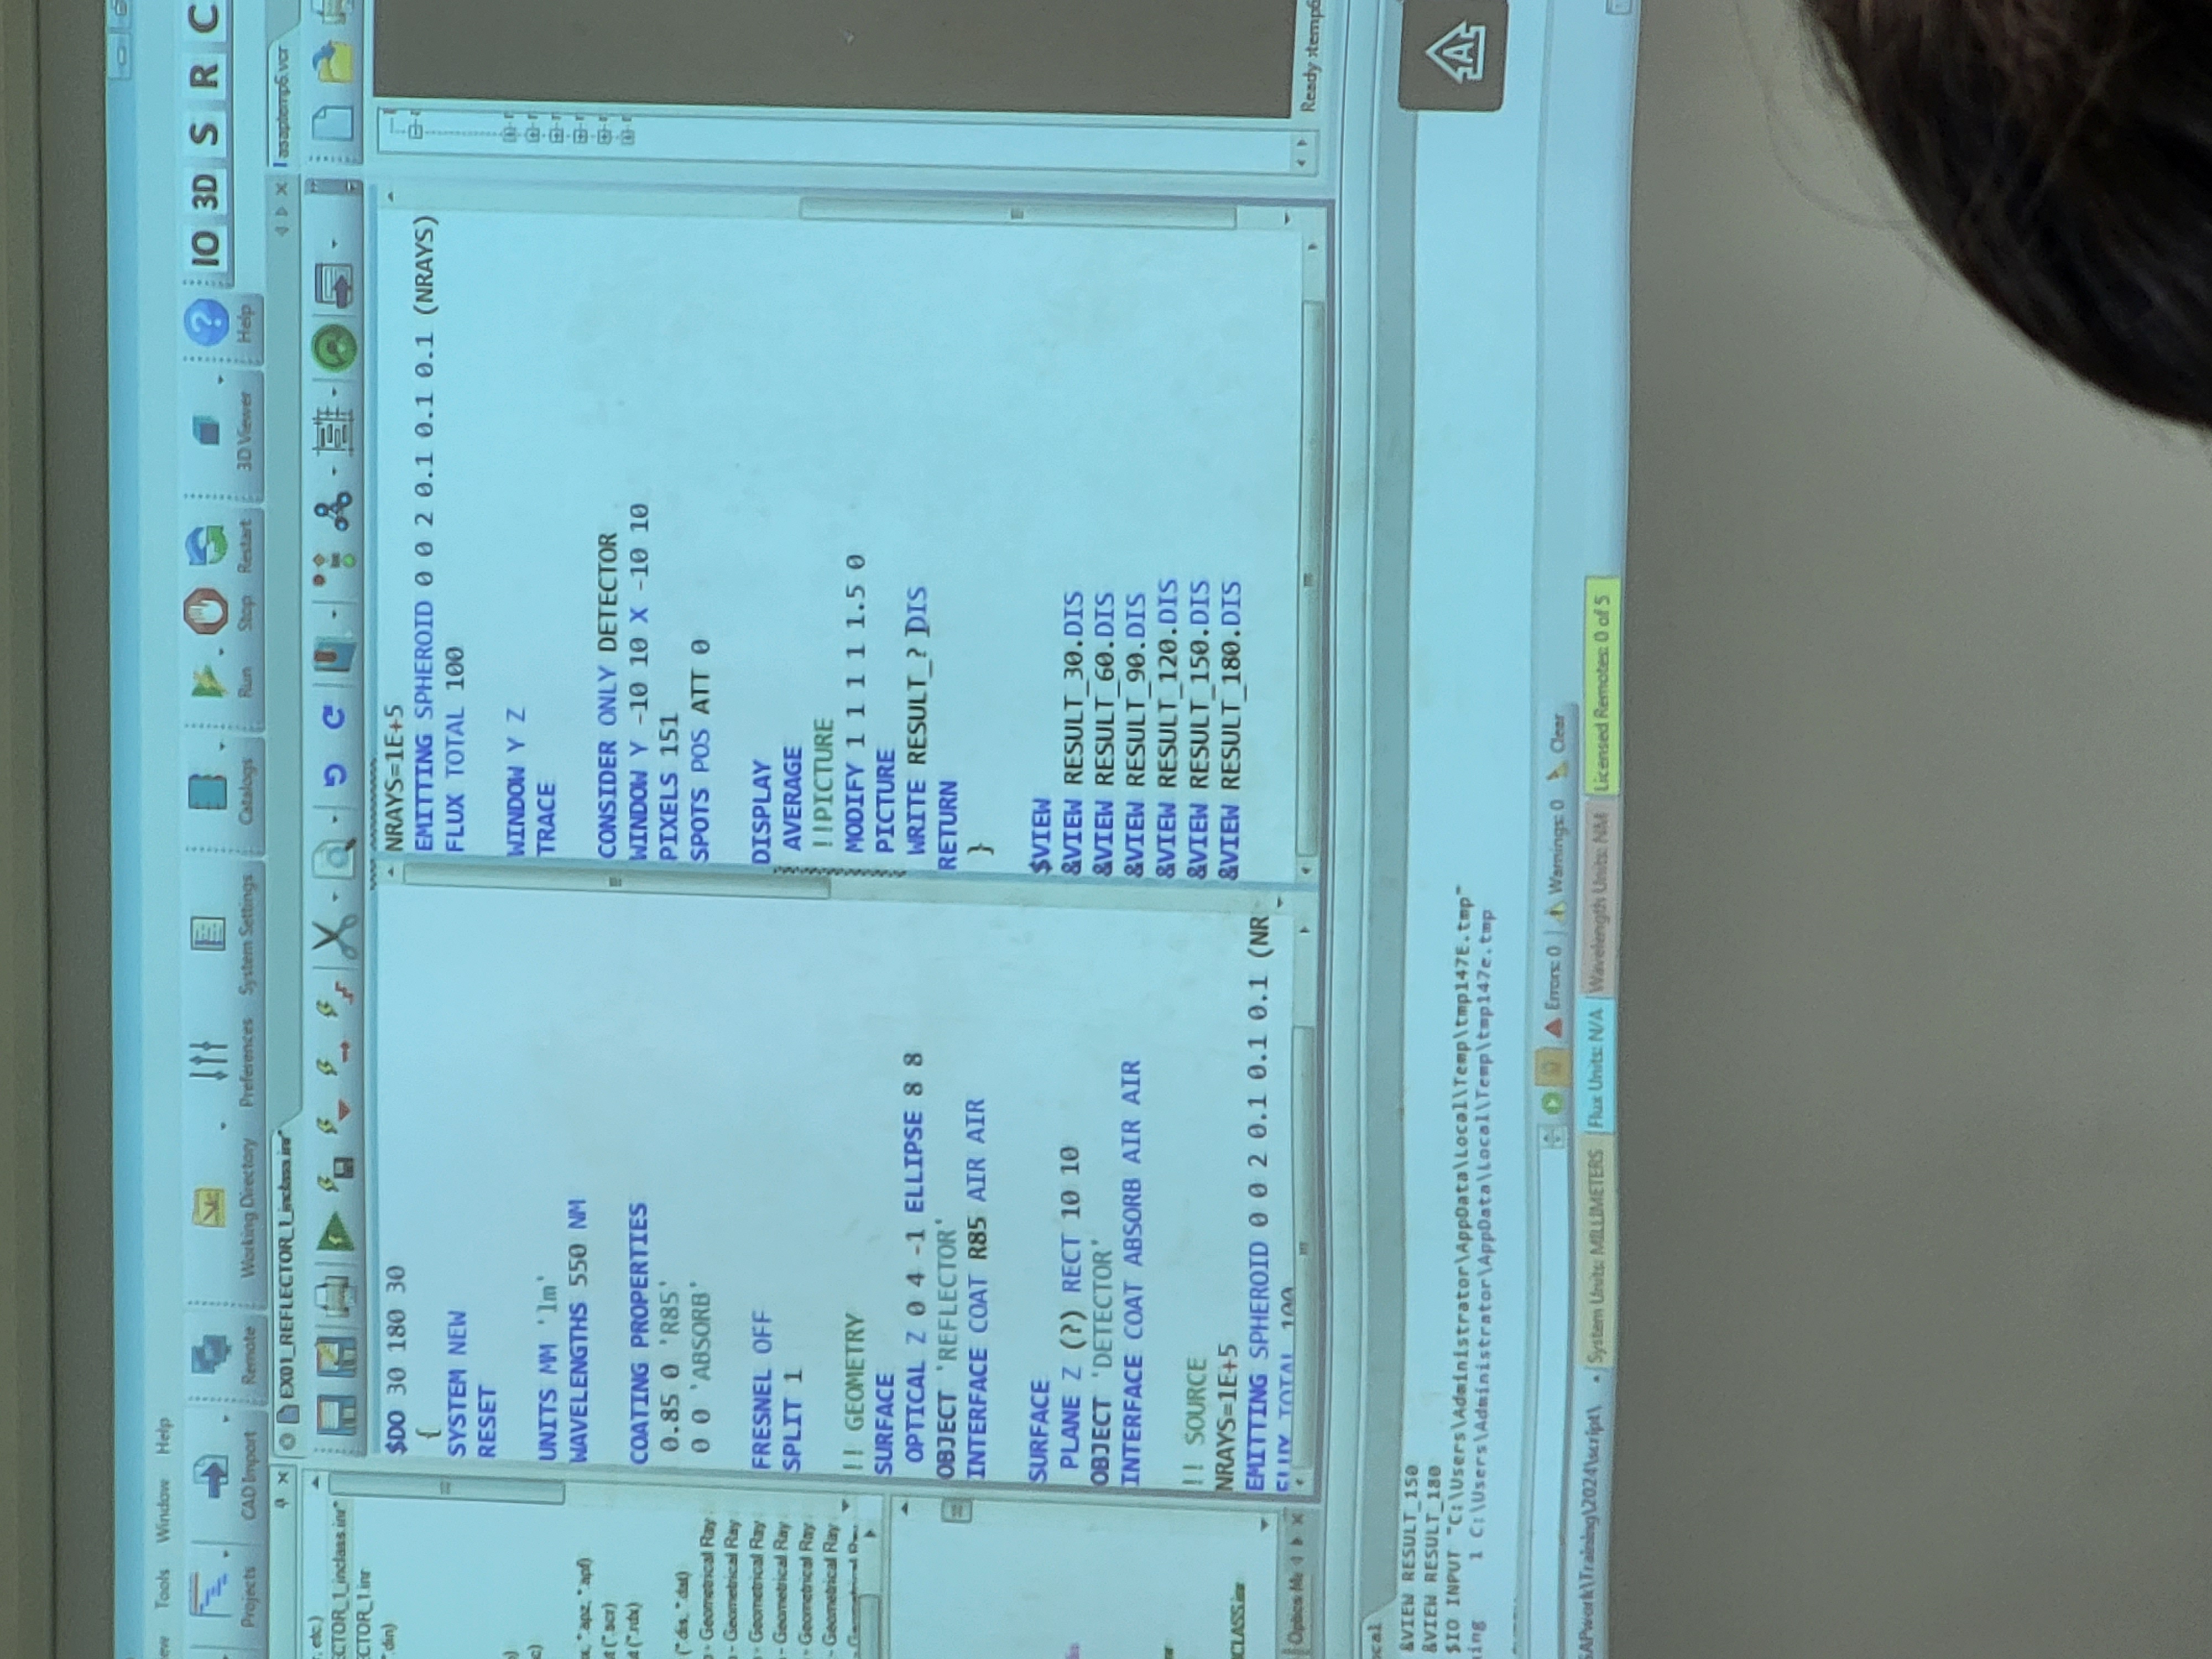 Tools Window Help
Projects CAD Import Remote Working Directory Preferences System Settings Catalogs Run Stop Restart 3D Viewer Help IO 3D S R C
EX01_REFLECTOR_1_inclass.inr*
asaptemp6.vcr
, etc.)
ECTOR_1_inclass.inr*
ECTOR_1.inr
*.din)
*.apz, *.apf)
(*.scr)
(*.rdx)
(*.dis, *.dat)
- Geometrical Ray
- Geometrical Ray
- Geometrical Ray
- Geometrical Ray
- Geometrical Ray
- Geometrical Ray
$DO 30 180 30
{
SYSTEM NEW
RESET
UNITS MM 'lm'
WAVELENGTHS 550 NM
COATING PROPERTIES
0.85 0 'R85'
0 0 'ABSORB'
FRESNEL OFF
SPLIT 1
!! GEOMETRY
SURFACE
OPTICAL Z 0 4 -1 ELLIPSE 8 8
OBJECT 'REFLECTOR'
INTERFACE COAT R85 AIR AIR
SURFACE
PLANE Z (?) RECT 10 10
OBJECT 'DETECTOR'
INTERFACE COAT ABSORB AIR AIR
!! SOURCE
NRAYS=1E+5
EMITTING SPHEROID 0 0 2 0.1 0.1 0.1 (NR
FLUX TOTAL 100
NRAYS=1E+5
EMITTING SPHEROID 0 0 2 0.1 0.1 0.1 (NRAYS)
FLUX TOTAL 100
WINDOW Y Z
TRACE
CONSIDER ONLY DETECTOR
WINDOW Y -10 10 X -10 10
PIXELS 151
SPOTS POS ATT 0
DISPLAY
AVERAGE
!!PICTURE
MODIFY 1 1 1 1 1.5 0
PICTURE
WRITE RESULT_? DIS
RETURN
}
$VIEW
&VIEW RESULT_30.DIS
&VIEW RESULT_60.DIS
&VIEW RESULT_90.DIS
&VIEW RESULT_120.DIS
&VIEW RESULT_150.DIS
&VIEW RESULT_180.DIS
Ready
&VIEW RESULT_150
&VIEW RESULT_180
$IO INPUT "C:\Users\Administrator\AppData\Local\Temp\tmp147E.tmp"
1 C:\Users\Administrator\AppData\Local\Temp\tmp147e.tmp
Errors: 0 Warnings: 0 Clear
SAPwork\Training\2024\script\ System Units: MILLIMETERS Flux Units: N/A Wavelength Units: NM Licensed Remotes: 0 of 5